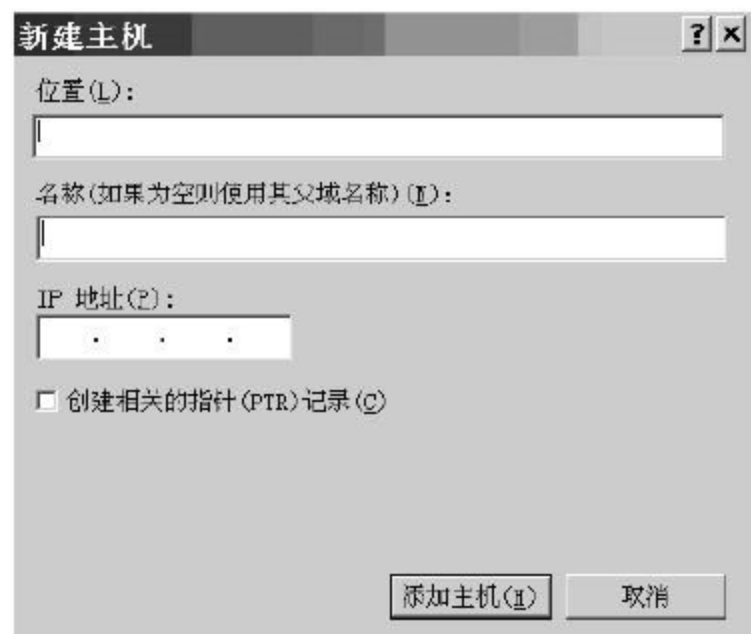 新建主机
位置(L):
名称(如果为空则使用其父域名称)(N):
IP 地址(P):
. . .
创建相关的指针(PTR)记录(C)
添加主机(H)
取消